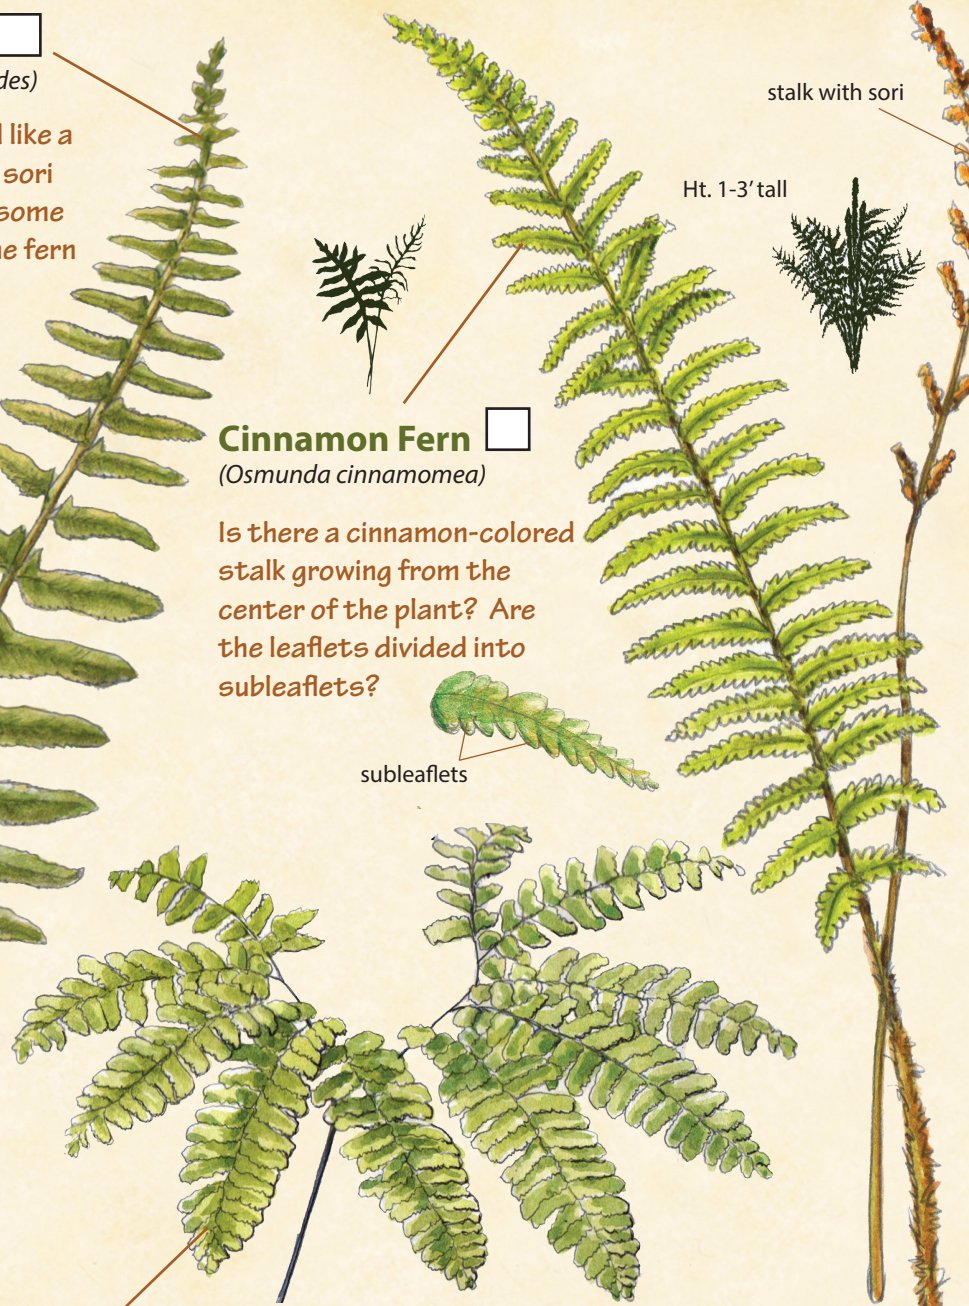 des)
l like a
sori
some
e fern
stalk with sori
Ht. 1-3’ tall
Cinnamon Fern
(Osmunda cinnamomea)
Is there a cinnamon-colored
stalk growing from the
center of the plant? Are
the leaflets divided into
subleaflets?
subleaflets